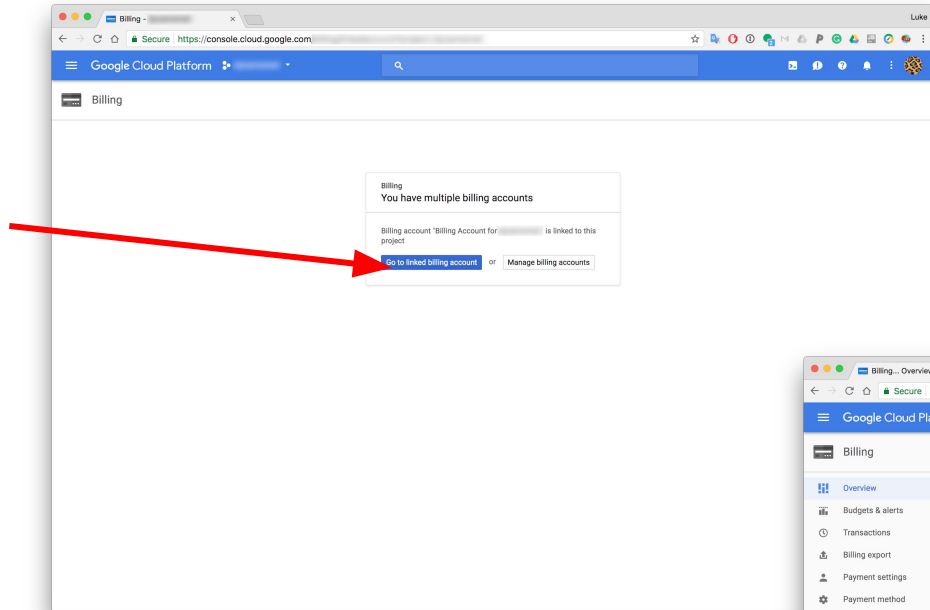 Billing -
Luke
Secure https://console.cloud.google.com
Google Cloud Platform
Billing
Billing
You have multiple billing accounts
Billing account "Billing Account for is linked to this
project
Go to linked billing account or Manage billing accounts
Billing... Overview
Secure
Google Cloud Pla
Billing
Overview
Budgets & alerts
Transactions
Billing export
Payment settings
Payment method